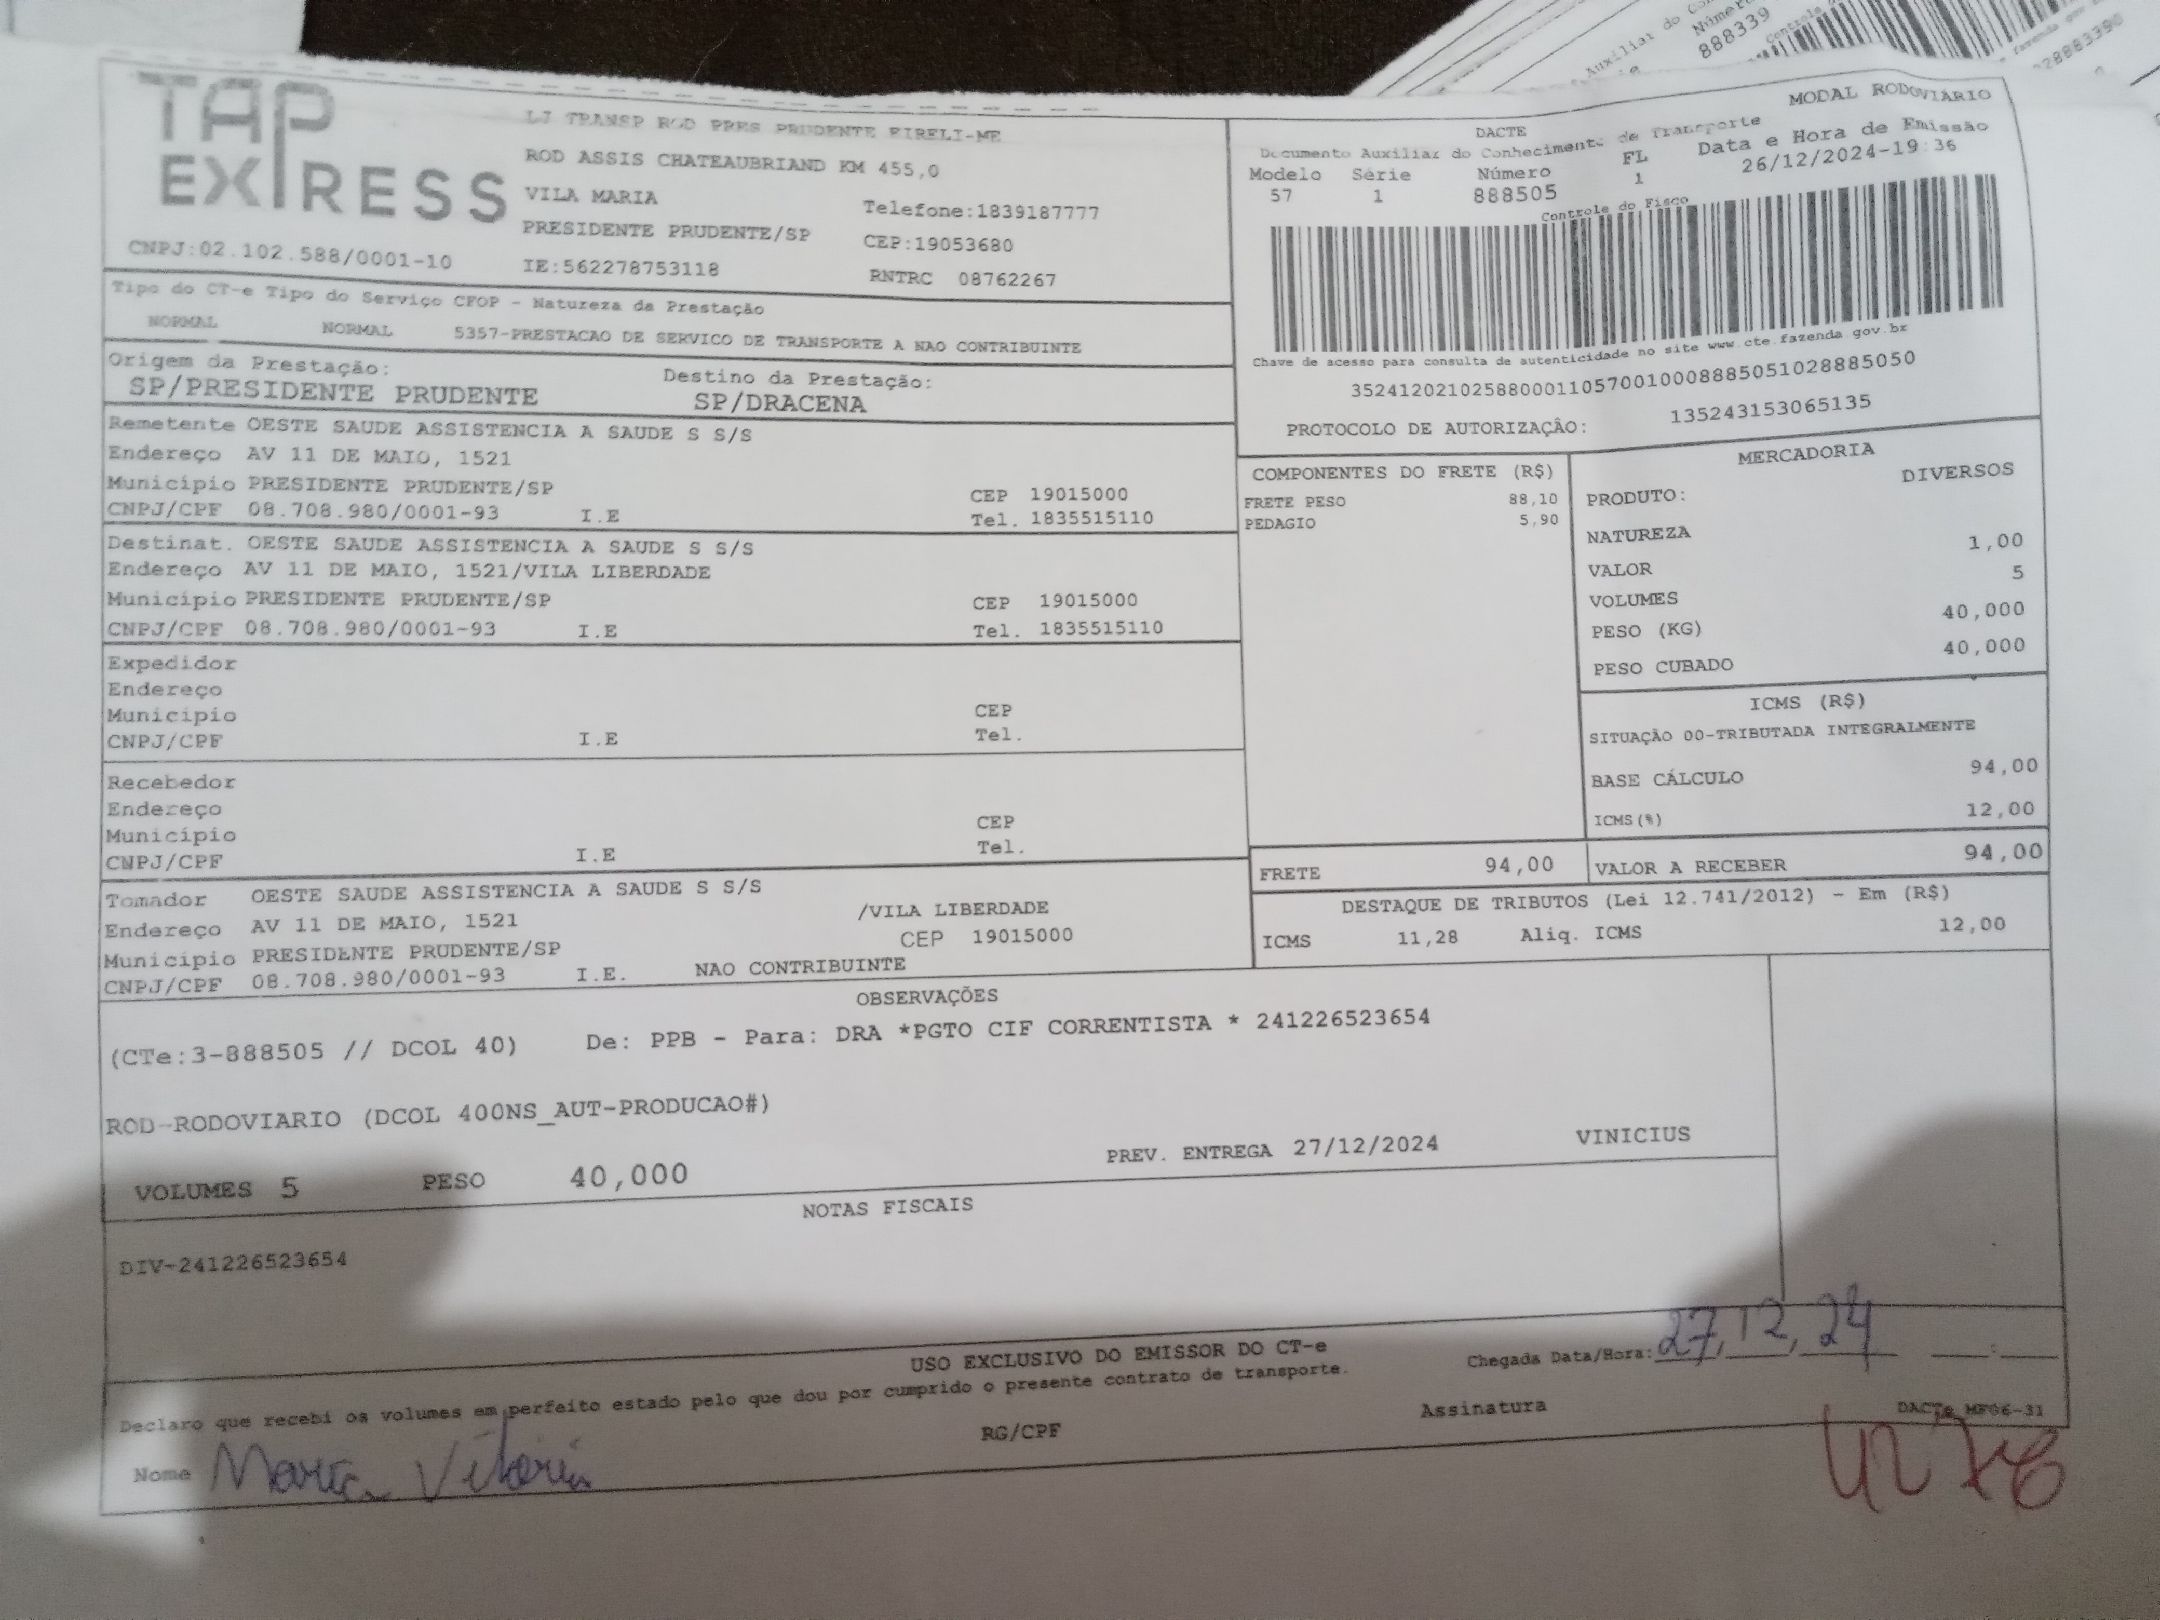 TAP
EXPRESS
CNPJ:02.102.588/0001-10
LJ TRANSP ROD PRES PRUDENTE EIRELI-ME
ROD ASSIS CHATEAUBRIAND KM 455,0
VILA MARIA
Telefone:1839187777
PRESIDENTE PRUDENTE/SP
CEP:19053680
IE:562278753118
RNTRC 08762267
MODAL RODOVIÁRIO
DACTE
Documento Auxiliar do Conhecimento de Transporte
Modelo Série Número FL Data e Hora de Emissão
57 1 888505 1 26/12/2024-19:36
Controle do Fisco
Chave de acesso para consulta de autenticidade no site www.cte.fazenda.gov.br
35241202102588000110570010008885051028885050
PROTOCOLO DE AUTORIZAÇÂO: 135243153065135
Tipo do CT-e Tipo do Serviço CFOP - Natureza da Prestação
NORMAL NORMAL 5357-PRESTACAO DE SERVICO DE TRANSPORTE A NAO CONTRIBUINTE
Origem da Prestação: Destino da Prestação:
SP/PRESIDENTE PRUDENTE SP/DRACENA
Remetente OESTE SAUDE ASSISTENCIA A SAUDE S S/S
Endereço AV 11 DE MAIO, 1521
Município PRESIDENTE PRUDENTE/SP CEP 19015000
CNPJ/CPF 08.708.980/0001-93 I.E Tel. 1835515110
Destinat. OESTE SAUDE ASSISTENCIA A SAUDE S S/S
Endereço AV 11 DE MAIO, 1521/VILA LIBERDADE
Município PRESIDENTE PRUDENTE/SP CEP 19015000
CNPJ/CPF 08.708.980/0001-93 I.E Tel. 1835515110
Expedidor
Endereço
Município CEP
CNPJ/CPF I.E Tel.
Recebedor
Endereço
Município CEP
CNPJ/CPF I.E Tel.
Tomador OESTE SAUDE ASSISTENCIA A SAUDE S S/S
Endereço AV 11 DE MAIO, 1521 /VILA LIBERDADE
Município PRESIDENTE PRUDENTE/SP CEP 19015000
CNPJ/CPF 08.708.980/0001-93 I.E. NAO CONTRIBUINTE
COMPONENTES DO FRETE (R$)
FRETE PESO 88,10
PEDAGIO 5,90
MERCADORIA
PRODUTO: DIVERSOS
NATUREZA
VALOR 1,00
VOLUMES 5
PESO (KG) 40,000
PESO CUBADO 40,000
ICMS (R$)
SITUAÇÃO 00-TRIBUTADA INTEGRALMENTE
BASE CÁLCULO 94,00
ICMS(%) 12,00
FRETE 94,00 VALOR A RECEBER 94,00
DESTAQUE DE TRIBUTOS (Lei 12.741/2012) - Em (R$)
ICMS 11,28 Aliq. ICMS 12,00
OBSERVAÇÕES
(CTe:3-888505 // DCOL 40) De: PPB - Para: DRA *PGTO CIF CORRENTISTA * 241226523654
ROD-RODOVIARIO (DCOL 400NS_AUT-PRODUCAO#)
PREV. ENTREGA 27/12/2024 VINICIUS
VOLUMES 5 PESO 40,000
NOTAS FISCAIS
DIV-241226523654
USO EXCLUSIVO DO EMISSOR DO CT-e
Chegada Data/Hora: 27,12,24 :
Declaro que recebi os volumes em perfeito estado pelo que dou por cumprido o presente contrato de transporte.
Nome Maria Vitória RG/CPF Assinatura
DACTe MF06-31
888339